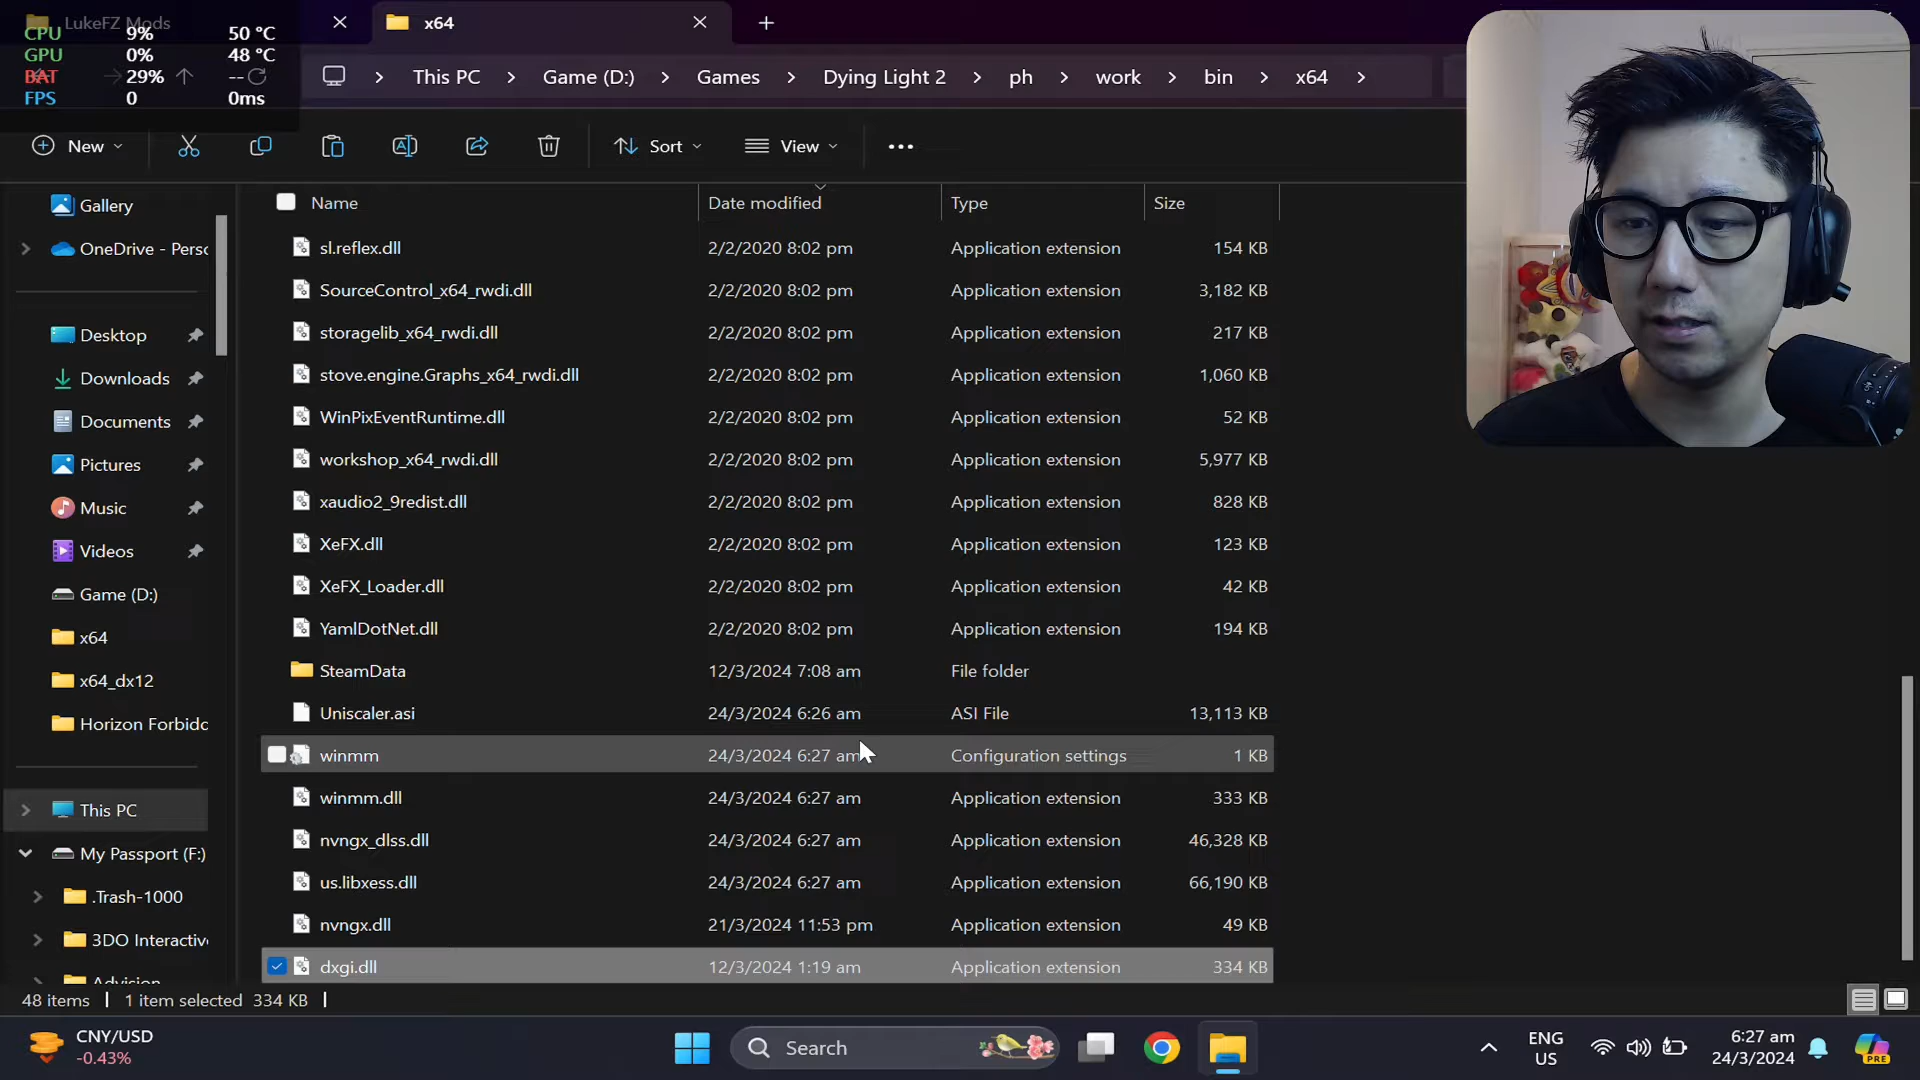 LukeFZ Mods
x64
CPU 9% 50 °C
GPU 0% 48 °C
BAT 29% --
FPS 0 0ms
This PC > Game (D:) > Games > Dying Light 2 > ph > work > bin > x64 >
New Sort View
Name Date modified Type Size
sl.reflex.dll 2/2/2020 8:02 pm Application extension 154 KB
SourceControl_x64_rwdi.dll 2/2/2020 8:02 pm Application extension 3,182 KB
storagelib_x64_rwdi.dll 2/2/2020 8:02 pm Application extension 217 KB
stove.engine.Graphs_x64_rwdi.dll 2/2/2020 8:02 pm Application extension 1,060 KB
WinPixEventRuntime.dll 2/2/2020 8:02 pm Application extension 52 KB
workshop_x64_rwdi.dll 2/2/2020 8:02 pm Application extension 5,977 KB
xaudio2_9redist.dll 2/2/2020 8:02 pm Application extension 828 KB
XeFX.dll 2/2/2020 8:02 pm Application extension 123 KB
XeFX_Loader.dll 2/2/2020 8:02 pm Application extension 42 KB
YamlDotNet.dll 2/2/2020 8:02 pm Application extension 194 KB
SteamData 12/3/2024 7:08 am File folder
Uniscaler.asi 24/3/2024 6:26 am ASI File 13,113 KB
winmm 24/3/2024 6:27 am Configuration settings 1 KB
winmm.dll 24/3/2024 6:27 am Application extension 333 KB
nvngx_dlss.dll 24/3/2024 6:27 am Application extension 46,328 KB
us.libxess.dll 24/3/2024 6:27 am Application extension 66,190 KB
nvngx.dll 21/3/2024 11:53 pm Application extension 49 KB
dxgi.dll 12/3/2024 1:19 am Application extension 334 KB
Gallery
OneDrive - Persc
Desktop
Downloads
Documents
Pictures
Music
Videos
Game (D:)
x64
x64_dx12
Horizon Forbidc
This PC
My Passport (F:)
.Trash-1000
3DO Interactiv
Advision
48 items 1 item selected 334 KB
CNY/USD
-0.43%
Search
ENG
US
6:27 am
24/3/2024
PRE